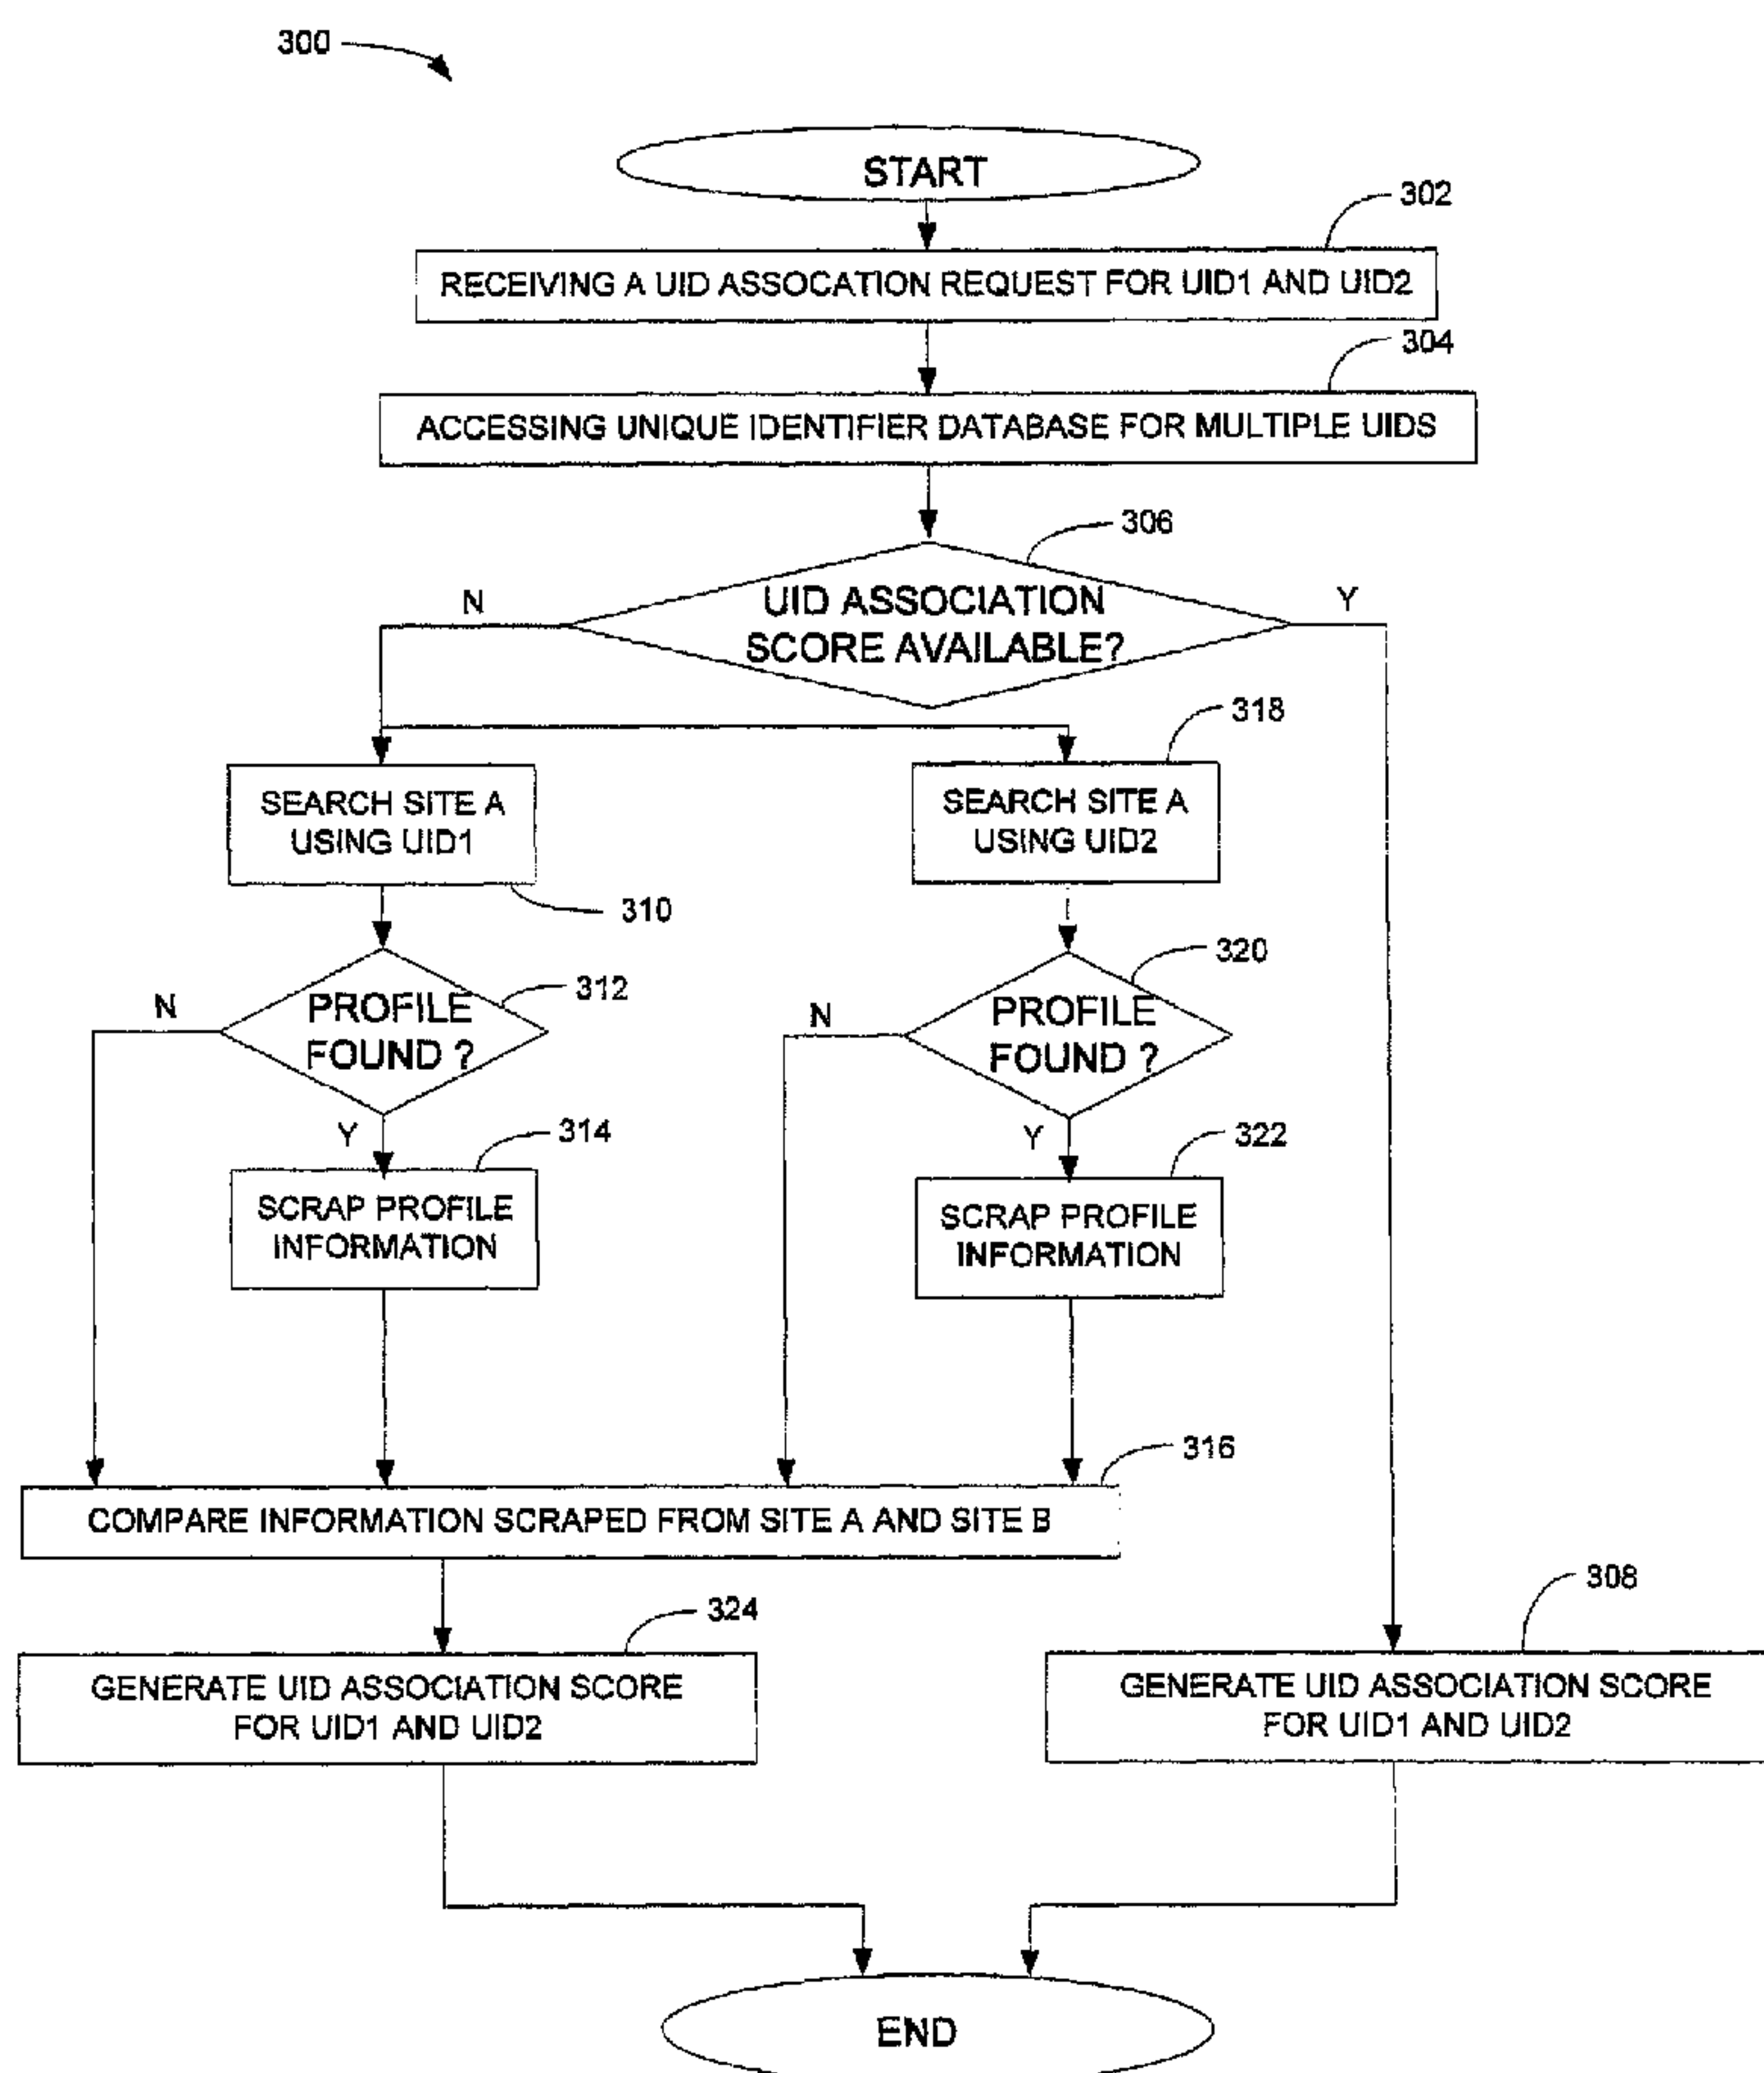 300
START
302
RECEIVING A UID ASSOCATION REQUEST FOR UID1 AND UID2
304
ACCESSING UNIQUE IDENTIFIER DATABASE FOR MULTIPLE UIDS
306
N
UID ASSOCIATION
SCORE AVAILABLE?
Y
318
SEARCH SITE A
USING UID1
SEARCH SITE A
USING UID2
310
320
312
N
PROFILE
FOUND ?
N
PROFILE
FOUND ?
Y
314
Y
322
SCRAP PROFILE
INFORMATION
SCRAP PROFILE
INFORMATION
316
COMPARE INFORMATION SCRAPED FROM SITE A AND SITE B
308
324
GENERATE UID ASSOCIATION SCORE
FOR UID1 AND UID2
GENERATE UID ASSOCIATION SCORE
FOR UID1 AND UID2
END